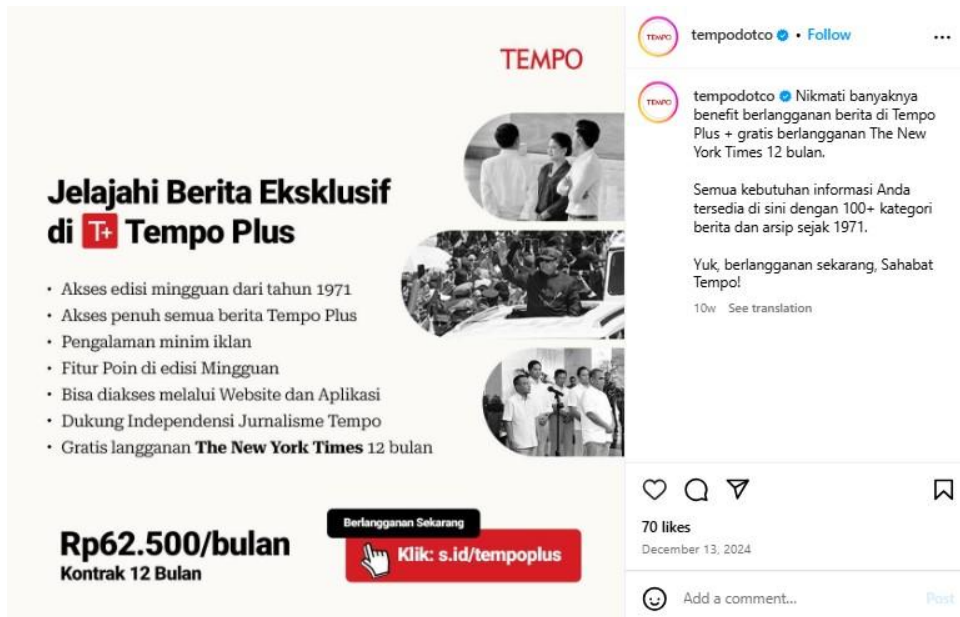 TEMPO
Jelajahi Berita Eksklusif
di T+ Tempo Plus
• Akses edisi mingguan dari tahun 1971
• Akses penuh semua berita Tempo Plus
• Pengalaman minim iklan
• Fitur Poin di edisi Mingguan
• Bisa diakses melalui Website dan Aplikasi
• Dukung Independensi Jurnalisme Tempo
• Gratis langganan The New York Times 12 bulan
Rp62.500/bulan
Kontrak 12 Bulan
Berlangganan Sekarang
Klik: s.id/tempoplus
TEMPO
tempodotco • Follow
TEMPO
tempodotco Nikmati banyaknya
benefit berlangganan berita di Tempo
Plus + gratis berlangganan The New
York Times 12 bulan.
Semua kebutuhan informasi Anda
tersedia di sini dengan 100+ kategori
berita dan arsip sejak 1971.
Yuk, berlangganan sekarang, Sahabat
Tempo!
10w See translation
70 likes
December 13, 2024
Add a comment...
Post